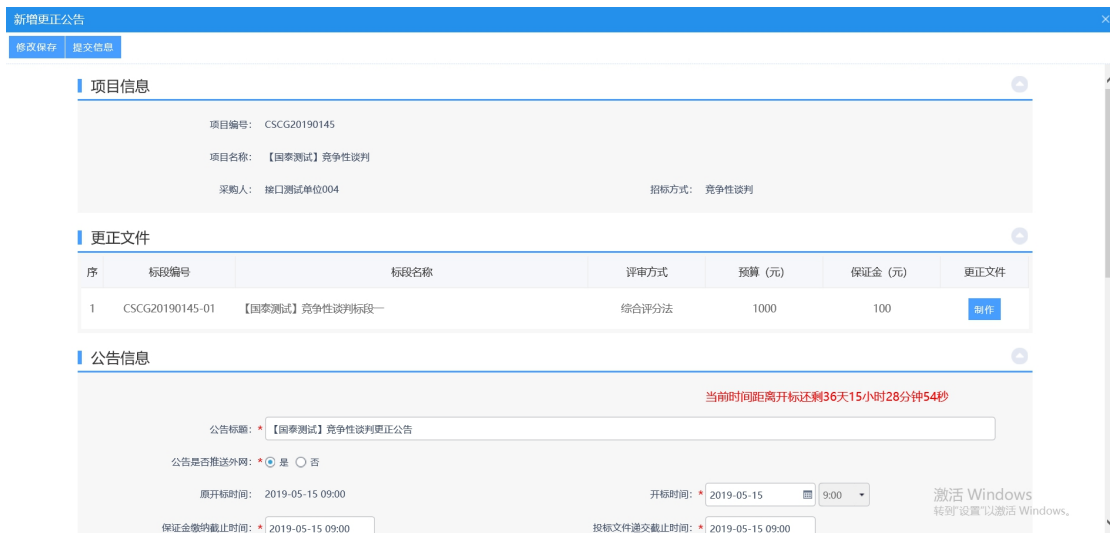 新增更正公告
修改保存 提交信息
项目信息
项目编号： CSCG20190145
项目名称： 【国泰测试】竞争性谈判
采购人： 接口测试单位004 招标方式： 竞争性谈判
更正文件
序 标段编号 标段名称 评审方式 预算（元） 保证金（元） 更正文件
1 CSCG20190145-01 【国泰测试】竞争性谈判标段一 综合评分法 1000 100 制作
公告信息
当前时间距离开标还剩36天15小时28分钟54秒
公告标题： * 【国泰测试】竞争性谈判更正公告
公告是否推送外网： * 是 否
原开标时间： 2019-05-15 09:00 开标时间： * 2019-05-15 9:00
激活 Windows
转到"设置"以激活 Windows。
保证金缴纳截止时间： * 2019-05-15 09:00 投标文件递交截止时间： * 2019-05-15 09:00